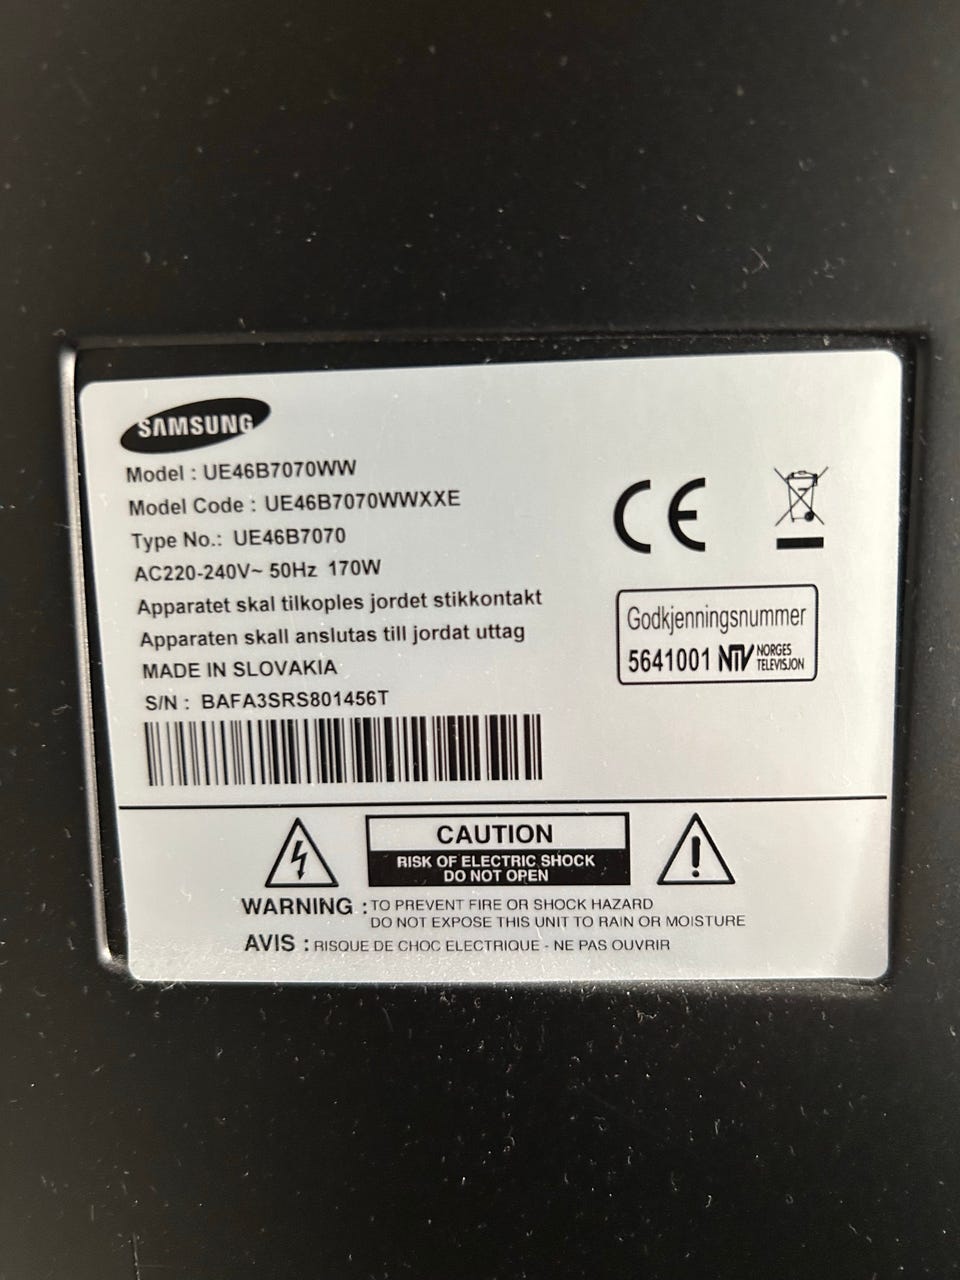 SAMSUNG
Model : UE46B7070WW
Model Code : UE46B7070WWXXE
Type No.: UE46B7070
AC220-240V~ 50Hz 170W
Apparatet skal tilkoples jordet stikkontakt
Apparaten skall anslutas till jordat uttag
MADE IN SLOVAKIA
S/N : BAFA3SRS801456T
CE
Godkjenningsnummer
5641001 NTV NORGES
TELEVISJON
CAUTION
RISK OF ELECTRIC SHOCK
DO NOT OPEN
WARNING : TO PREVENT FIRE OR SHOCK HAZARD
DO NOT EXPOSE THIS UNIT TO RAIN OR MOISTURE
AVIS : RISQUE DE CHOC ELECTRIQUE - NE PAS OUVRIR